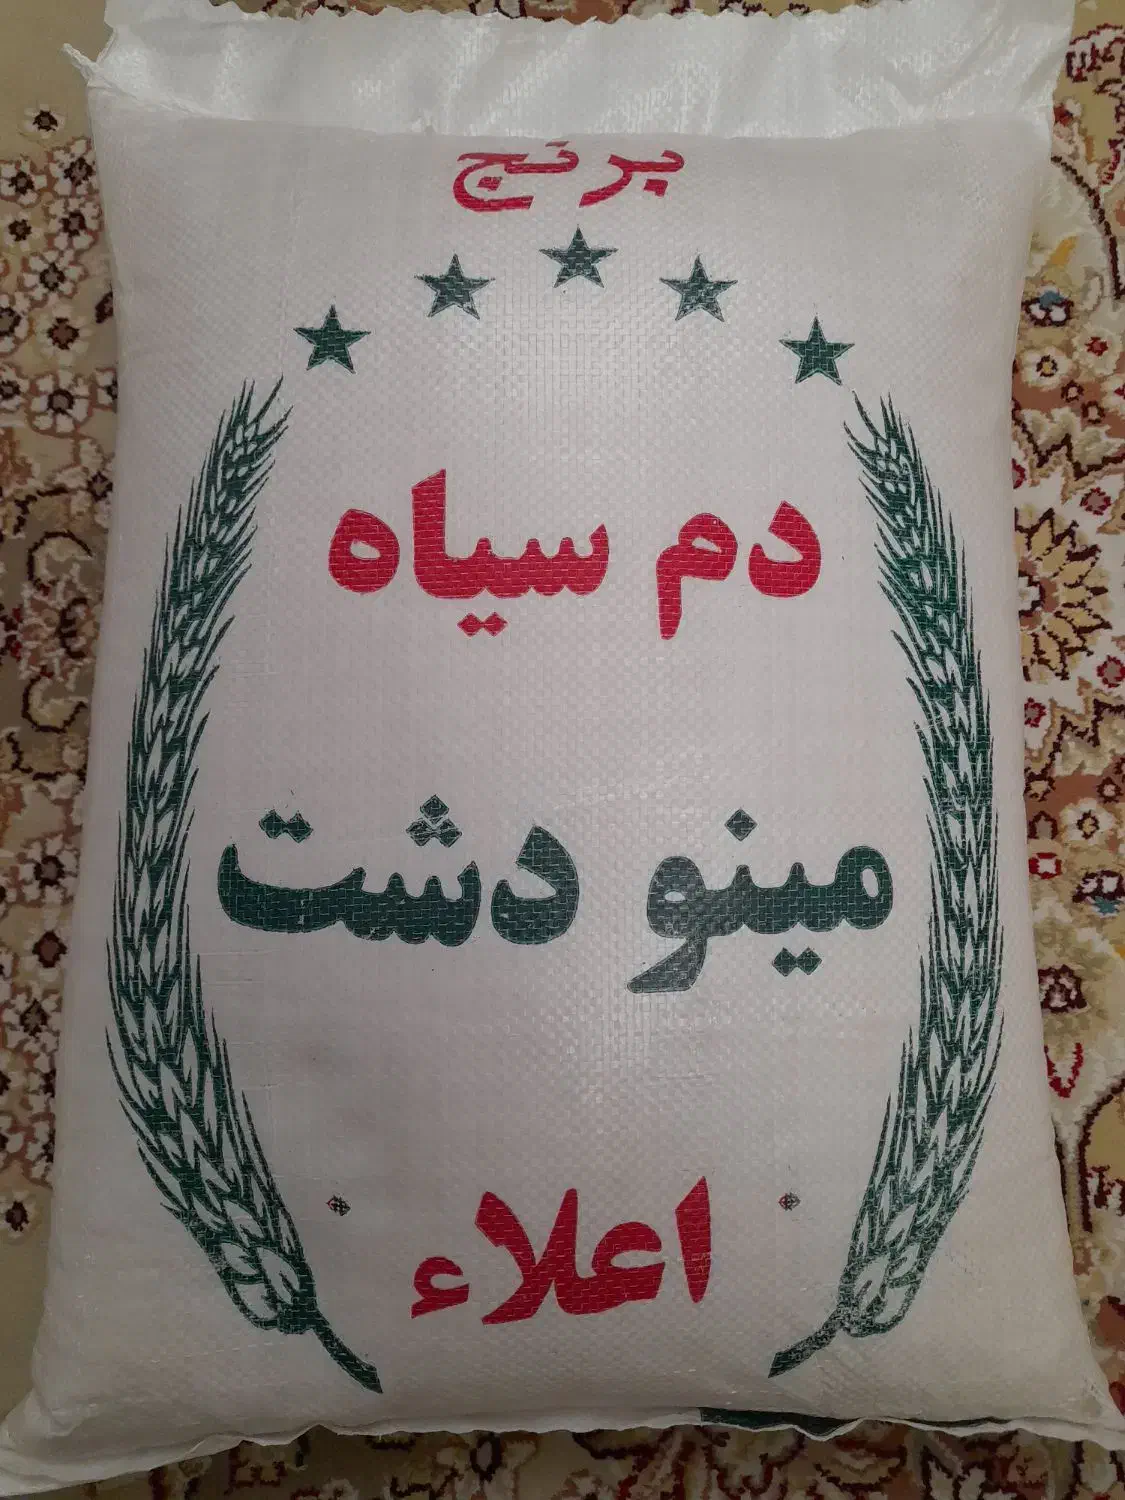 برنج
دم سیاه
مینو دشت
اعلاء